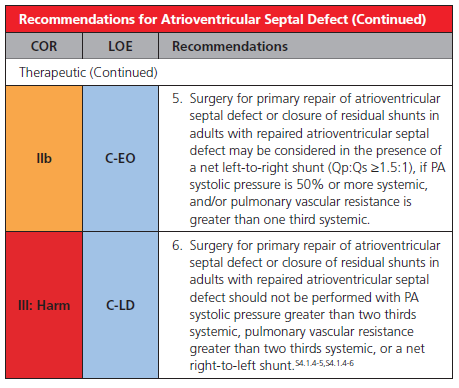 Recommendations for Atrioventricular Septal Defect (Continued)
COR LOE Recommendations
Therapeutic (Continued)
IIb
C-EO
5. Surgery for primary repair of atrioventricular
septal defect or closure of residual shunts in
adults with repaired atrioventricular septal
defect may be considered in the presence of
a net left-to-right shunt (Qp:Qs ≥1.5:1), if PA
systolic pressure is 50% or more systemic,
and/or pulmonary vascular resistance is
greater than one third systemic.
III: Harm
C-LD
6. Surgery for primary repair of atrioventricular
septal defect or closure of residual shunts in
adults with repaired atrioventricular septal
defect should not be performed with PA
systolic pressure greater than two thirds
systemic, pulmonary vascular resistance
greater than two thirds systemic, or a net
right-to-left shunt.S4.1.4-5,S4.1.4-6